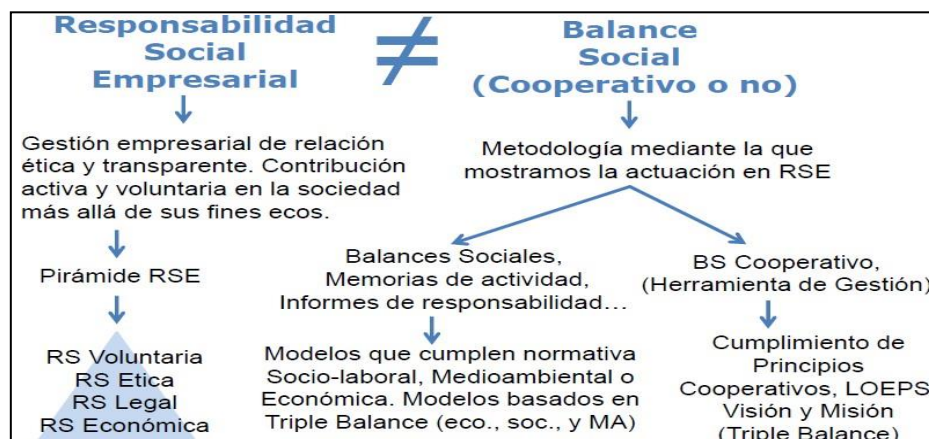 Responsabilidad
Social
Empresarial
≠
Balance
Social
(Cooperativo o no)
Gestión empresarial de relación
ética y transparente. Contribución
activa y voluntaria en la sociedad
más allá de sus fines ecos.
Pirámide RSE
RS Voluntaria
RS Etica
RS Legal
RS Económica
Metodología mediante la que
mostramos la actuación en RSE
Balances Sociales,
Memorias de actividad,
Informes de responsabilidad...
Modelos que cumplen normativa
Socio-laboral, Medioambiental o
Económica. Modelos basados en
Triple Balance (eco., soc., y MA)
BS Cooperativo,
(Herramienta de Gestión)
Cumplimiento de
Principios
Cooperativos, LOEPS
Visión y Misión
(Triple Balance)